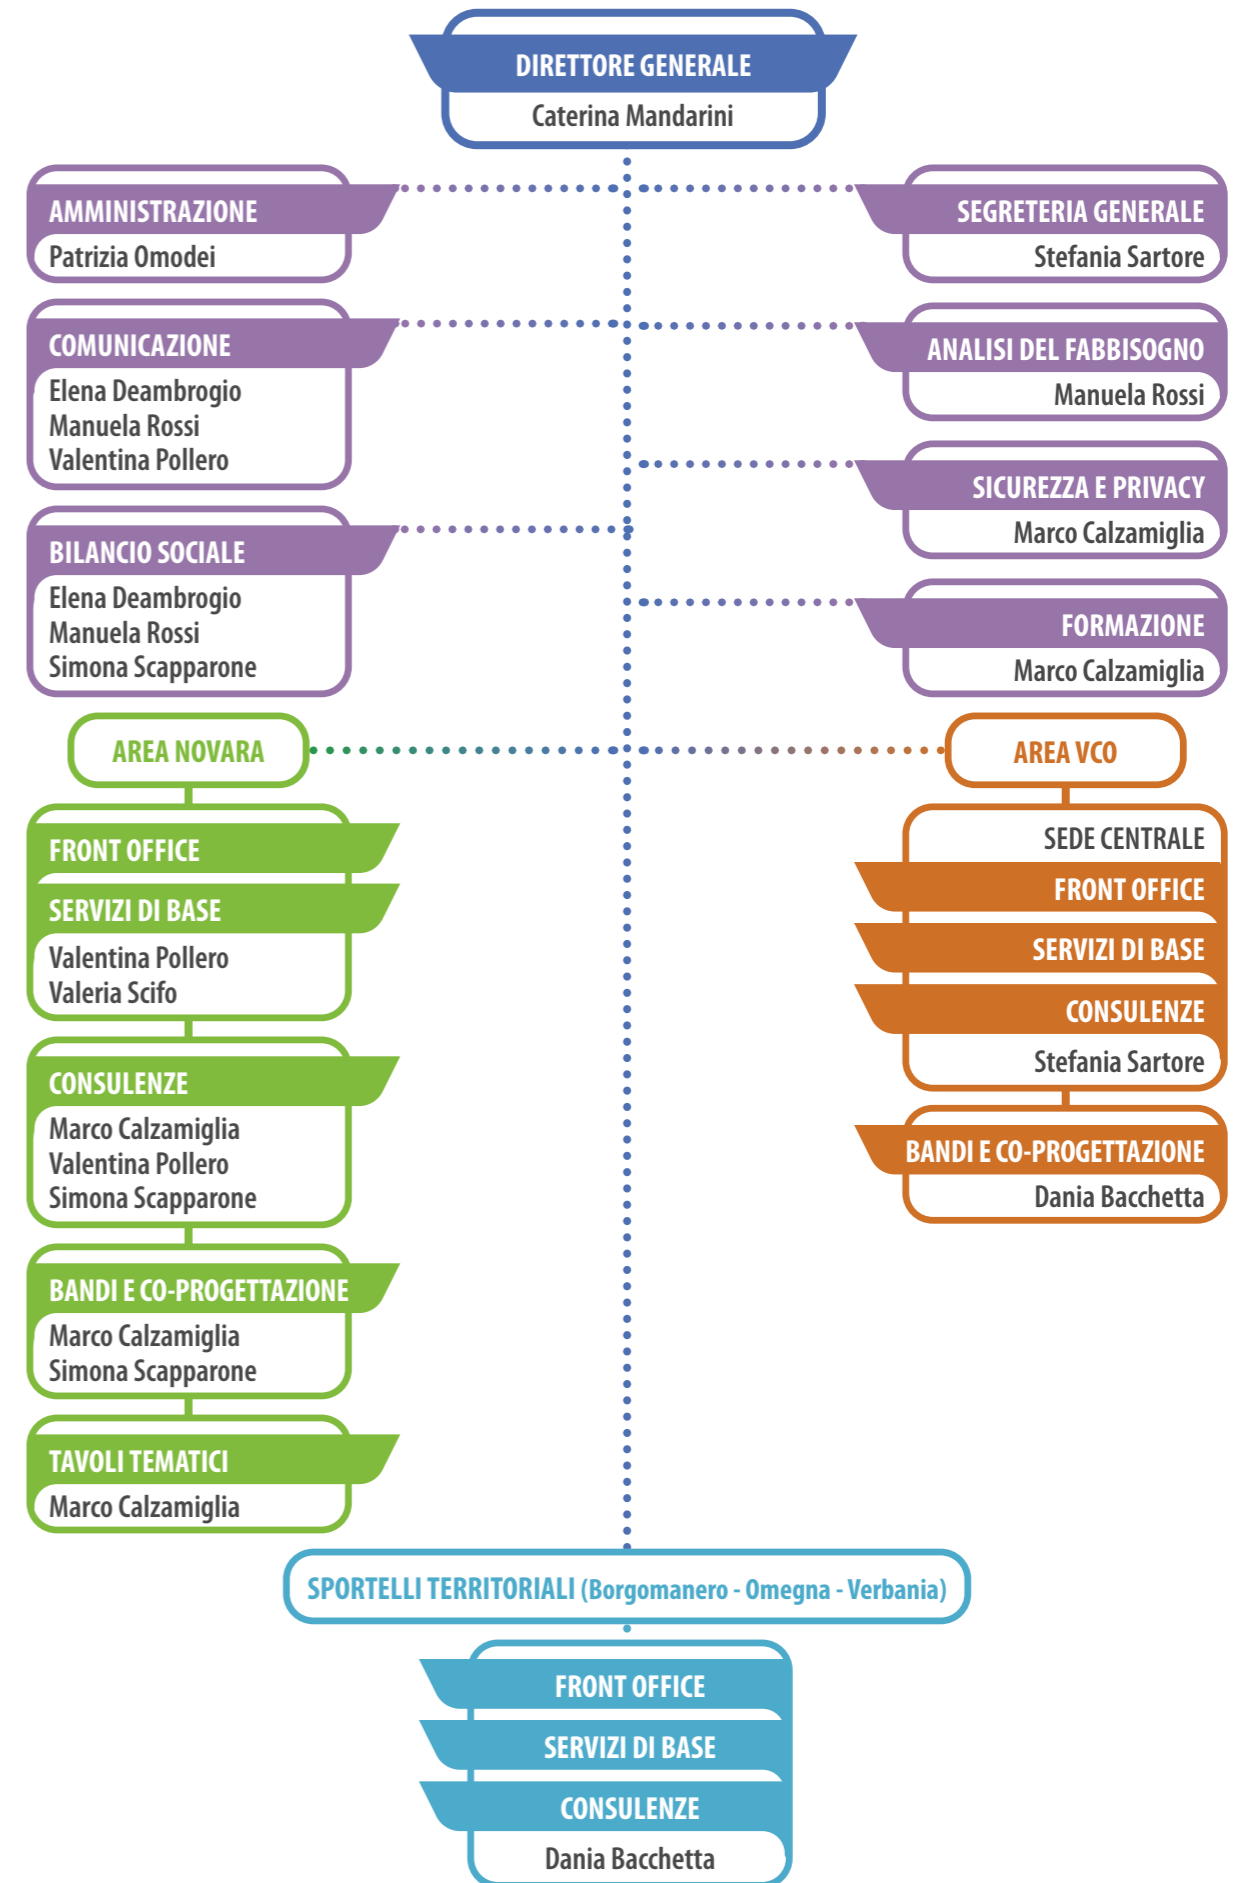 DIRETTORE GENERALE
Caterina Mandarini
AMMINISTRAZIONE
Patrizia Omodei
SEGRETERIA GENERALE
Stefania Sartore
COMUNICAZIONE
Elena Deambrogio
Manuela Rossi
Valentina Pollero
ANALISI DEL FABBISOGNO
Manuela Rossi
SICUREZZA E PRIVACY
Marco Calzamiglia
BILANCIO SOCIALE
Elena Deambrogio
Manuela Rossi
Simona Scapparone
FORMAZIONE
Marco Calzamiglia
AREA NOVARA
FRONT OFFICE
SERVIZI DI BASE
Valentina Pollero
Valeria Scifo
CONSULENZE
Marco Calzamiglia
Valentina Pollero
Simona Scapparone
BANDI E CO-PROGETTAZIONE
Marco Calzamiglia
Simona Scapparone
TAVOLI TEMATICI
Marco Calzamiglia
AREA VCO
SEDE CENTRALE
FRONT OFFICE
SERVIZI DI BASE
CONSULENZE
Stefania Sartore
BANDI E CO-PROGETTAZIONE
Dania Bacchetta
SPORTELLI TERRITORIALI (Borgomanero - Omegna - Verbania)
FRONT OFFICE
SERVIZI DI BASE
CONSULENZE
Dania Bacchetta